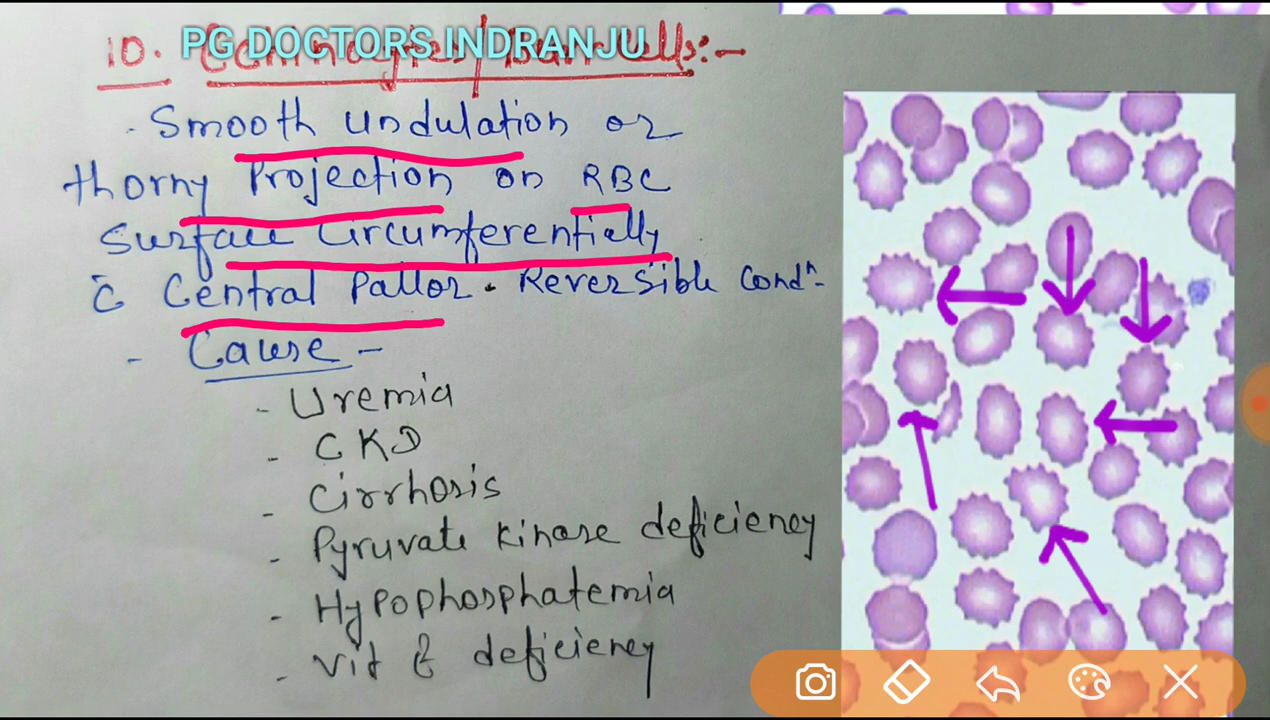 10.
PG DOCTORS INDRANJU
Smooth undulation or
thorny Projection on RBC
Surface Circumferentially
c̄ Central Pallor. Reversible Condⁿ-
- Cause -
- Uremia
- CKD
- Cirrhosis
- Pyruvate kinase deficiency
- Hypophosphatemia
- Vit E deficiency